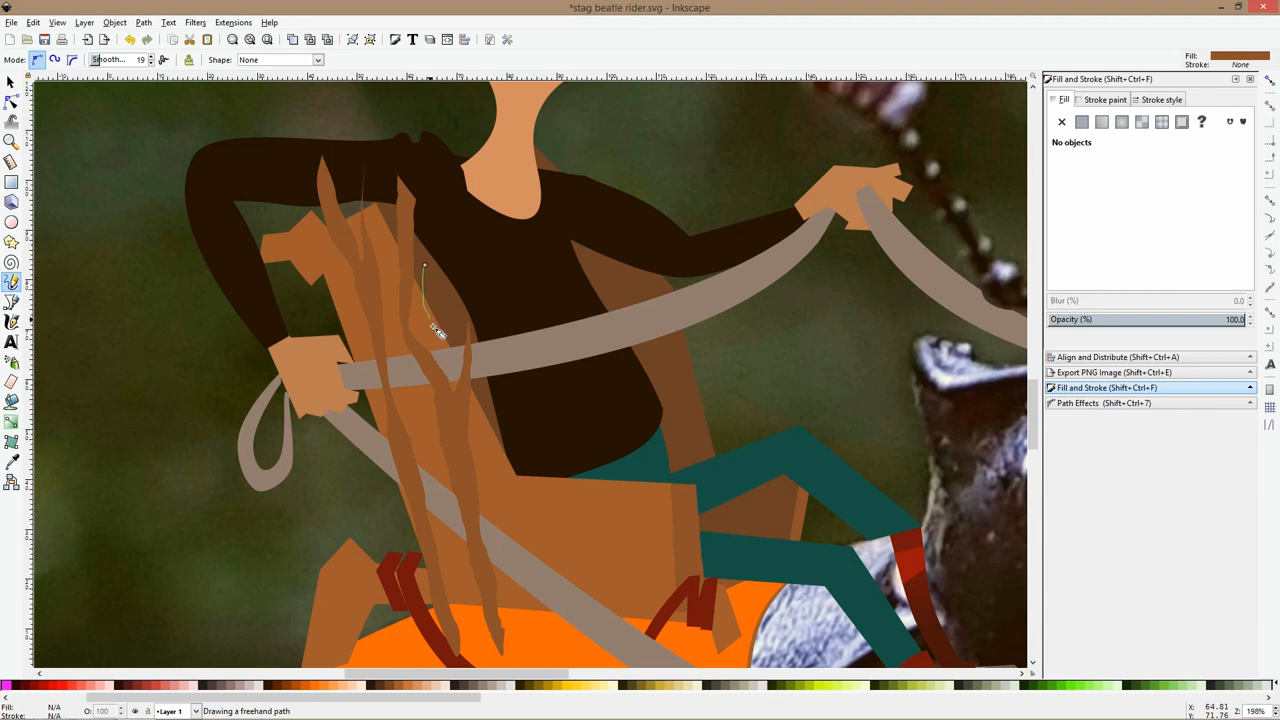 *stag beatle rider.svg - Inkscape
File Edit View Layer Object Path Text Filters Extensions Help
Mode: Smooth... 19 Shape: None
Fill:
Stroke: None
Fill and Stroke (Shift+Ctrl+F)
Fill Stroke paint Stroke style
?
No objects
Blur (%) 0.0
Opacity (%) 100.0
Align and Distribute (Shift+Ctrl+A)
Export PNG Image (Shift+Ctrl+E)
Fill and Stroke (Shift+Ctrl+F)
Path Effects (Shift+Ctrl+7)
Fill: N/A
Stroke: N/A
O: 100
•Layer 1
Drawing a freehand path
X: 64.81
Y: 71.76
Z: 198%